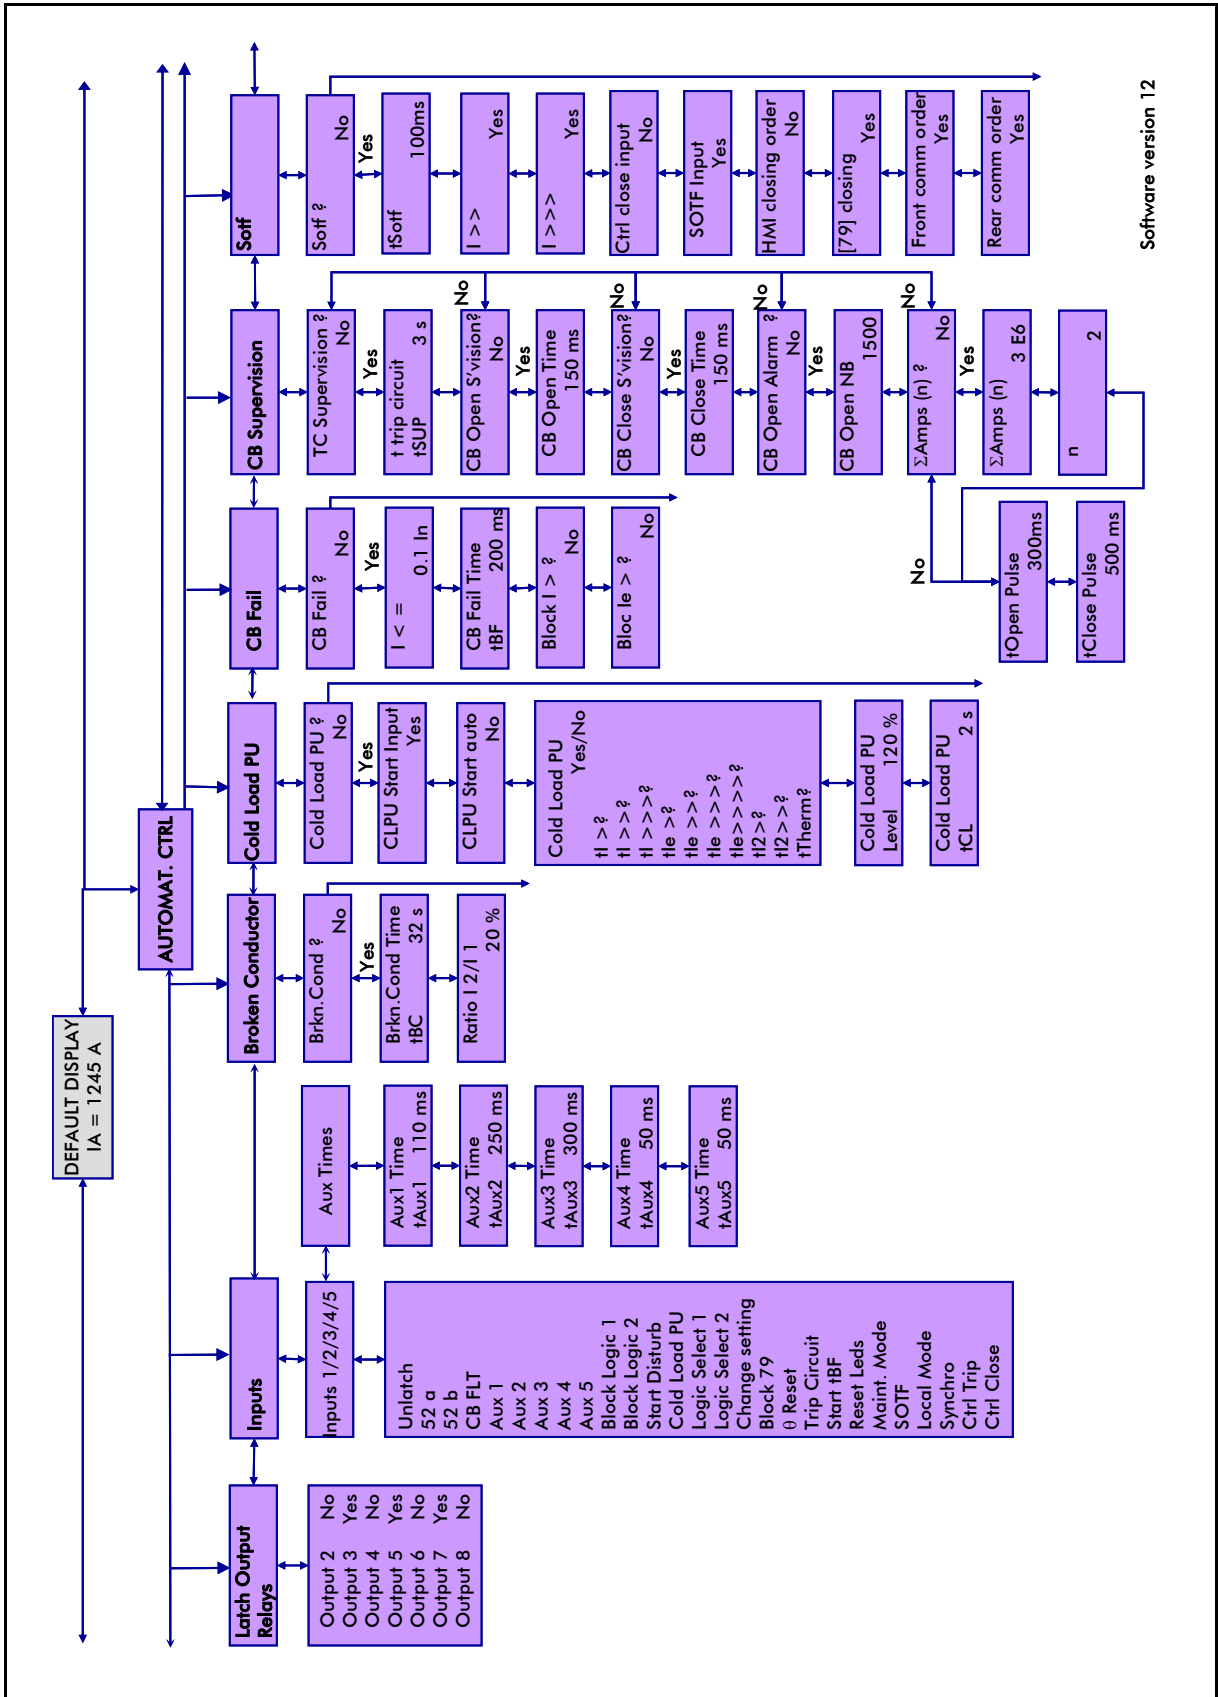 DEFAULT DISPLAY
IA = 1245 A
AUTOMAT. CTRL
Latch Output
Relays
Output 2 No
Output 3 Yes
Output 4 No
Output 5 Yes
Output 6 No
Output 7 Yes
Output 8 No
Inputs
Inputs 1/2/3/4/5
Unlatch
52 a
52 b
CB FLT
Aux 1
Aux 2
Aux 3
Aux 4
Aux 5
Block Logic 1
Block Logic 2
Start Disturb
Cold Load PU
Logic Select 1
Logic Select 2
Change setting
Block 79
θ Reset
Trip Circuit
Start tBF
Reset Leds
Maint. Mode
SOTF
Local Mode
Synchro
Ctrl Trip
Ctrl Close
Aux Times
Aux1 Time
tAux1 110 ms
Aux2 Time
tAux2 250 ms
Aux3 Time
tAux3 300 ms
Aux4 Time
tAux4 50 ms
Aux5 Time
tAux5 50 ms
Broken Conductor
Brkn.Cond ?
No
Yes
Brkn.Cond Time
tBC 32 s
Ratio I 2/I 1
20 %
Cold Load PU
Cold Load PU ?
No
Yes
CLPU Start Input
Yes
CLPU Start auto
No
Cold Load PU
Yes/No
tI >?
tI > >?
tI > > >?
tIe >?
tIe > >?
tIe > > >?
tIe> > > >?
tI2>?
tI2> >?
tTherm?
Cold Load PU
Level 120 %
Cold Load PU
tCL 2 s
CB Fail
CB Fail ?
No
Yes
I < =
0.1 In
CB Fail Time
tBF 200 ms
Block I > ?
No
Bloc Ie > ?
No
CB Supervision
TC Supervision ?
No
Yes
t trip circuit
tSUP 3 s
No
CB Open S'vision?
No
Yes
CB Open Time
150 ms
No
CB Close S'vision?
No
Yes
CB Close Time
150 ms
No
CB Open Alarm ?
No
Yes
CB Open NB
1500
No
ΣAmps (n) ?
No
Yes
ΣAmps (n)
3 E6
n 2
No
tOpen Pulse
300ms
tClose Pulse
500 ms
Sotf
Sotf ?
No
Yes
tSotf
100ms
I >>
Yes
I >>>
Yes
Ctrl close input
No
SOTF Input
Yes
HMI closing order
No
[79] closing
Yes
Front comm order
Yes
Rear comm order
Yes
Software version 12